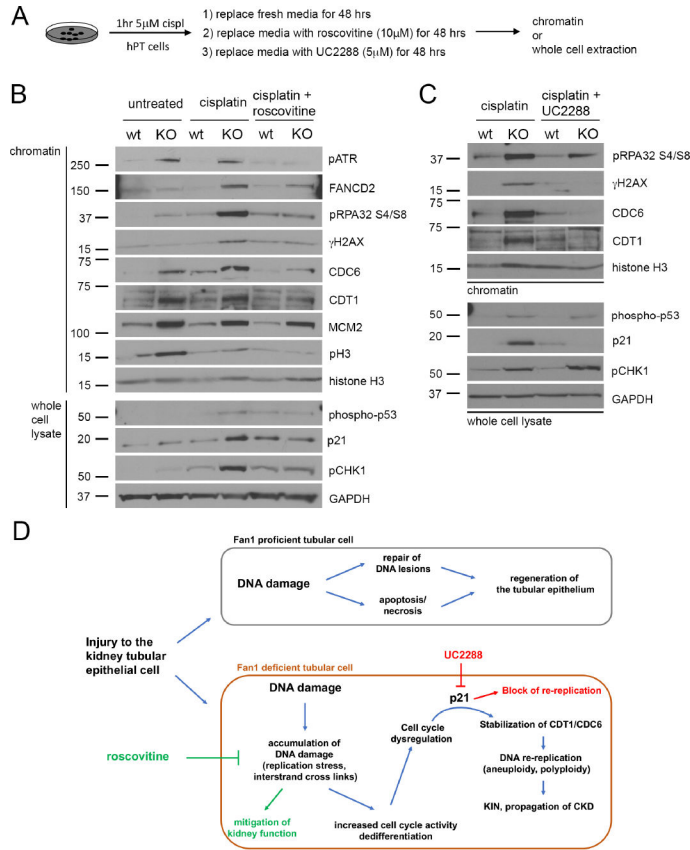 A
1hr 5µM cispl
hPT cells
1) replace fresh media for 48 hrs
2) replace media with roscovitine (10µM) for 48 hrs
3) replace media with UC2288 (5µM) for 48 hrs
chromatin
or
whole cell extraction
B
untreated
cisplatin
cisplatin +
roscovitine
wt KO wt KO wt KO
chromatin
250
pATR
150
FANCD2
37
pRPA32 S4/S8
15
γH2AX
75
CDC6
75
CDT1
MCM2
100
15
pH3
15
histone H3
whole
cell
lysate
50
phospho-p53
20
p21
pCHK1
50
37
GAPDH
C
cisplatin
cisplatin +
UC2288
wt KO wt KO
37
pRPA32 S4/S8
15
γH2AX
75
CDC6
75
CDT1
15
histone H3
chromatin
50
phospho-p53
20
p21
50
pCHK1
37
GAPDH
whole cell lysate
D
Fan1 proficient tubular cell
DNA damage
repair of
DNA lesions
apoptosis/
necrosis
regeneration of
the tubular epithelium
Injury to the
kidney tubular
epithelial cell
Fan1 deficient tubular cell
UC2288
DNA damage
p21
Block of re-replication
roscovitine
accumulation of
DNA damage
(replication stress,
interstrand cross links)
Cell cycle
dysregulation
Stabilization of CDT1/CDC6
DNA re-replication
(aneuploidy, polyploidy)
mitigation of
kidney function
increased cell cycle activity
dedifferentiation
KIN, propagation of CKD